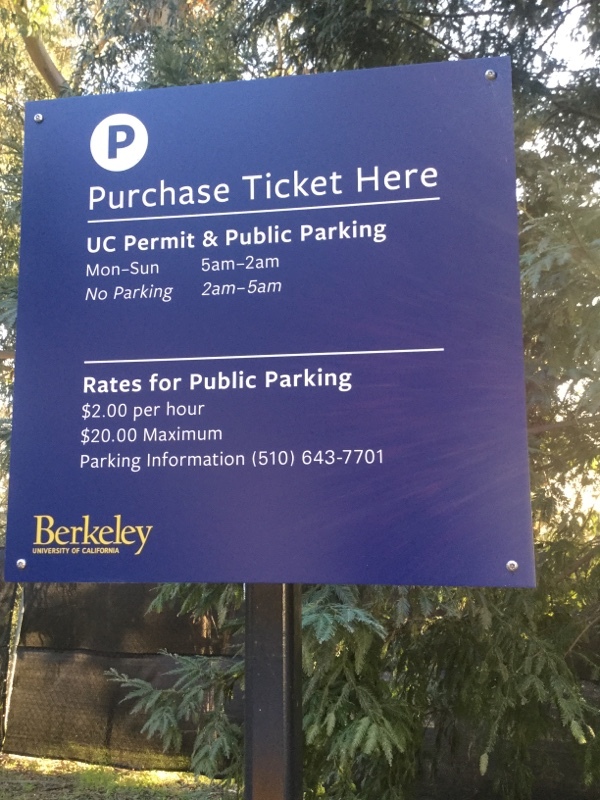 P
Purchase Ticket Here
UC Permit & Public Parking
Mon–Sun 5am–2am
No Parking 2am–5am
Rates for Public Parking
$2.00 per hour
$20.00 Maximum
Parking Information (510) 643-7701
Berkeley
UNIVERSITY OF CALIFORNIA